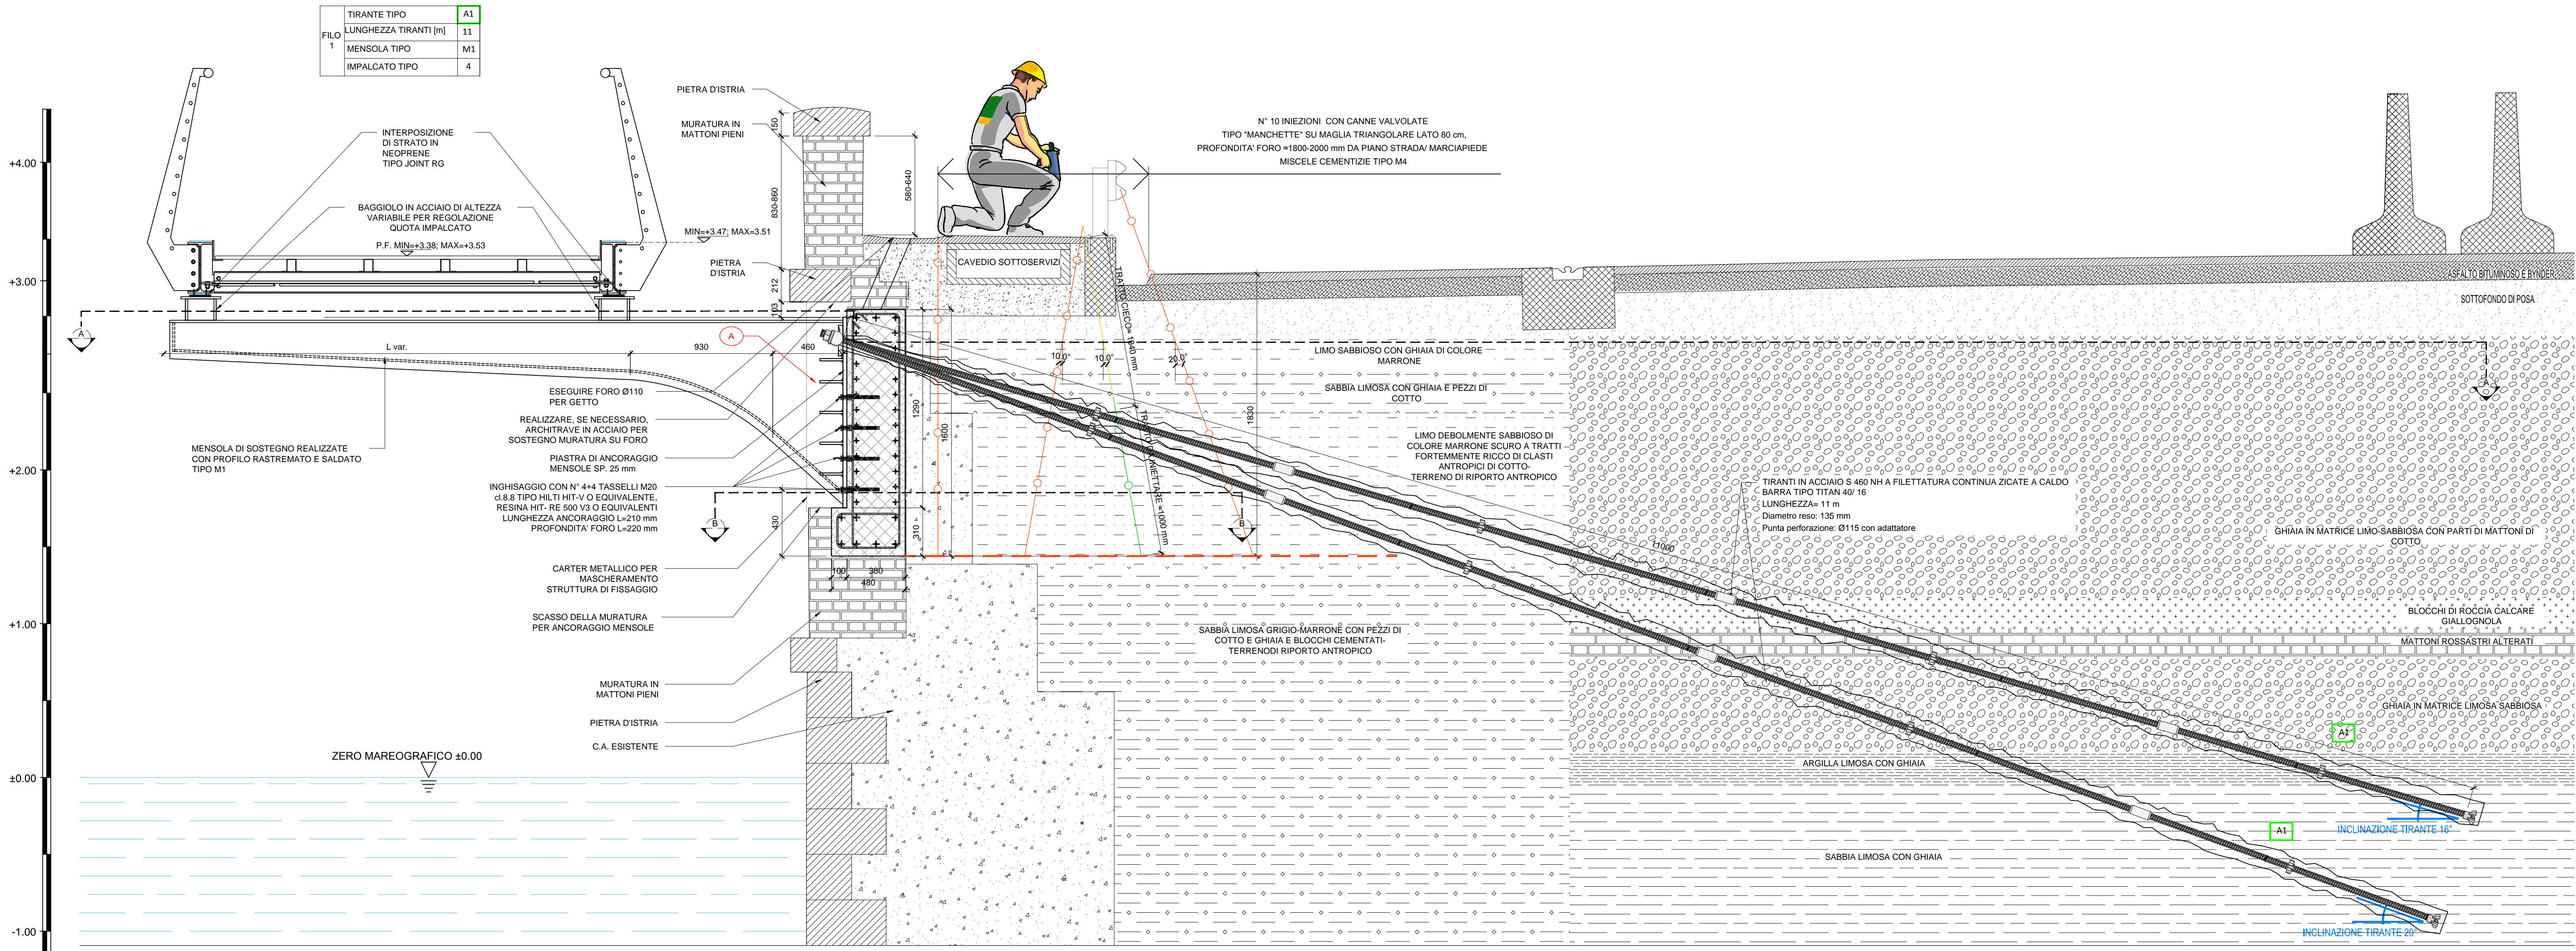 TIRANTE TIPO A1
LUNGHEZZA TIRANTI [m] 11
FILO
1
MENSOLA TIPO M1
IMPALCATO TIPO 4
+4.00
+3.00
+2.00
+1.00
±0.00
-1.00
INTERPOSIZIONE
DI STRATO IN
NEOPRENE
TIPO JOINT RG
BAGGIOLO IN ACCIAIO DI ALTEZZA
VARIABILE PER REGOLAZIONE
QUOTA IMPALCATO
P.F. MIN=+3.38; MAX=+3.53
PIETRA D'ISTRIA
MURATURA IN
MATTONI PIENI
MIN=+3.47; MAX=3.51
PIETRA
D'ISTRIA
150
830-860
212
103
580-640
N° 10 INIEZIONI CON CANNE VALVOLATE
TIPO "MANCHETTE" SU MAGLIA TRIANGOLARE LATO 80 cm,
PROFONDITA' FORO ≈1800-2000 mm DA PIANO STRADA/ MARCIAPIEDE
MISCELE CEMENTIZIE TIPO M4
CAVEDIO SOTTOSERVIZI
ASFALTO BITUMINOSO E BYNDER
SOTTOFONDO DI POSA
A
A
A
L var.
930
460
TRATTO CIECO≈ 1840 mm
TRATTO DA INIETTARE ≈1000 mm
10.0°
10.0°
20.0°
1290
1600
1830
310
430
100
380
480
11000
LIMO SABBIOSO CON GHIAIA DI COLORE
MARRONE
SABBIA LIMOSA CON GHIAIA E PEZZI DI
COTTO
LIMO DEBOLMENTE SABBIOSO DI
COLORE MARRONE SCURO A TRATTI
FORTEMMENTE RICCO DI CLASTI
ANTROPICI DI COTTO-
TERRENO DI RIPORTO ANTROPICO
ESEGUIRE FORO Ø110
PER GETTO
REALIZZARE, SE NECESSARIO,
ARCHITRAVE IN ACCIAIO PER
SOSTEGNO MURATURA SU FORO
MENSOLA DI SOSTEGNO REALIZZATE
CON PROFILO RASTREMATO E SALDATO
TIPO M1
PIASTRA DI ANCORAGGIO
MENSOLE SP. 25 mm
INGHISAGGIO CON N° 4+4 TASSELLI M20
cl.8.8 TIPO HILTI HIT-V O EQUIVALENTE,
RESINA HIT- RE 500 V3 O EQUIVALENTI
LUNGHEZZA ANCORAGGIO L=210 mm
PROFONDITA' FORO L=220 mm
B
B
TIRANTI IN ACCIAIO S 460 NH A FILETTATURA CONTINUA ZICATE A CALDO
BARRA TIPO TITAN 40/ 16
LUNGHEZZA= 11 m
Diametro reso: 135 mm
Punta perforazione: Ø115 con adattatore
GHIAIA IN MATRICE LIMO-SABBIOSA CON PARTI DI MATTONI DI
COTTO
CARTER METALLICO PER
MASCHERAMENTO
STRUTTURA DI FISSAGGIO
SCASSO DELLA MURATURA
PER ANCORAGGIO MENSOLE
BLOCCHI DI ROCCIA CALCARE
GIALLOGNOLA
MATTONI ROSSASTRI ALTERATI
SABBIA LIMOSA GRIGIO-MARRONE CON PEZZI DI
COTTO E GHIAIA E BLOCCHI CEMENTATI-
TERRENODI RIPORTO ANTROPICO
MURATURA IN
MATTONI PIENI
PIETRA D'ISTRIA
C.A. ESISTENTE
GHIAIA IN MATRICE LIMOSA SABBIOSA
A1
ZERO MAREOGRAFICO ±0.00
ARGILLA LIMOSA CON GHIAIA
A1
INCLINAZIONE TIRANTE 16°
SABBIA LIMOSA CON GHIAIA
INCLINAZIONE TIRANTE 20°